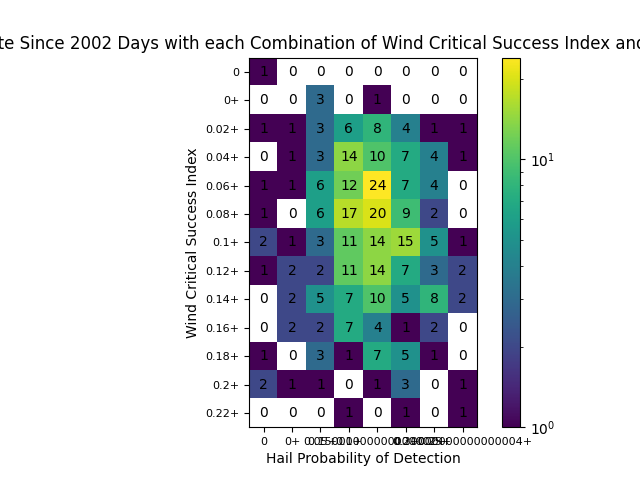 te Since 2002 Days with each Combination of Wind Critical Success Index and
0 1 0 0 0 0 0 0 0
0+ 0 0 3 0 1 0 0 0
0.02+ 1 1 3 6 8 4 1 1
0.04+ 0 1 3 14 10 7 4 1
0.06+ 1 1 6 12 24 7 4 0
0.08+ 1 0 6 17 20 9 2 0
0.1+ 2 1 3 11 14 15 5 1
0.12+ 1 2 2 11 14 7 3 2
0.14+ 0 2 5 7 10 5 8 2
0.16+ 0 2 2 7 4 1 2 0
0.18+ 1 0 3 1 7 5 1 0
0.2+ 2 1 1 0 1 3 0 1
0.22+ 0 0 0 1 0 1 0 1
0 0+
Hail Probability of Detection
Wind Critical Success Index
10^1
10^0